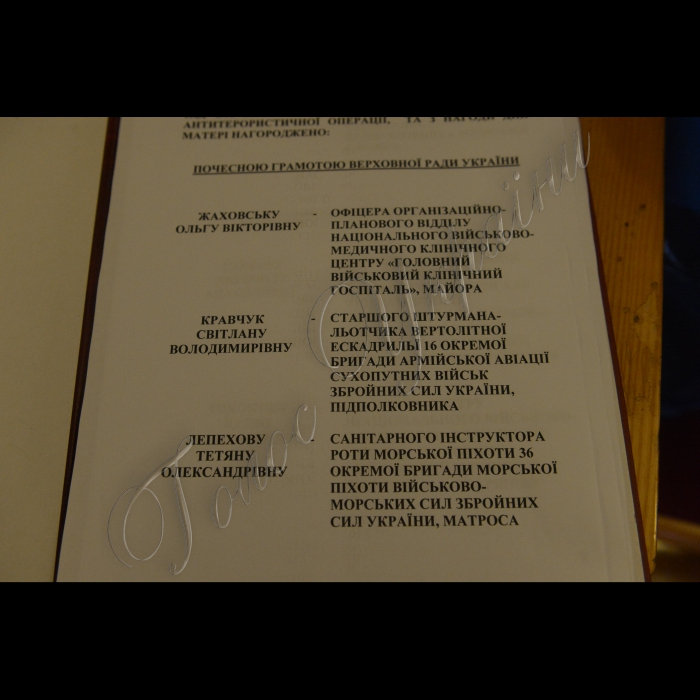 АНТИТЕРОРИСТИЧНОЇ ОПЕРАЦІЇ, ТА З НАГОДИ ДНЯ
МАТЕРІ НАГОРОДЖЕНО:
ПОЧЕСНОЮ ГРАМОТОЮ ВЕРХОВНОЇ РАДИ УКРАЇНИ
ЖАХОВСЬКУ - ОФІЦЕРА ОРГАНІЗАЦІЙНО-
ОЛЬГУ ВІКТОРІВНУ ПЛАНОВОГО ВІДДІЛУ
НАЦІОНАЛЬНОГО ВІЙСЬКОВО-
МЕДИЧНОГО КЛІНІЧНОГО
ЦЕНТРУ «ГОЛОВНИЙ
ВІЙСЬКОВИЙ КЛІНІЧНИЙ
ГОСПІТАЛЬ», МАЙОРА
КРАВЧУК - СТАРШОГО ШТУРМАНА-
СВІТЛАНУ ЛЬОТЧИКА ВЕРТОЛІТНОЇ
ВОЛОДИМИРІВНУ ЕСКАДРИЛЬЇ 16 ОКРЕМОЇ
БРИГАДИ АРМІЙСЬКОЇ АВІАЦІЇ
СУХОПУТНИХ ВІЙСЬК
ЗБРОЙНИХ СИЛ УКРАЇНИ,
ПІДПОЛКОВНИКА
ЛЕПЕХОВУ - САНІТАРНОГО ІНСТРУКТОРА
ТЕТЯНУ РОТИ МОРСЬКОЇ ПІХОТИ 36
ОЛЕКСАНДРІВНУ ОКРЕМОЇ БРИГАДИ МОРСЬКОЇ
ПІХОТИ ВІЙСЬКОВО-
МОРСЬКИХ СИЛ ЗБРОЙНИХ
СИЛ УКРАЇНИ, МАТРОСА
Голос України